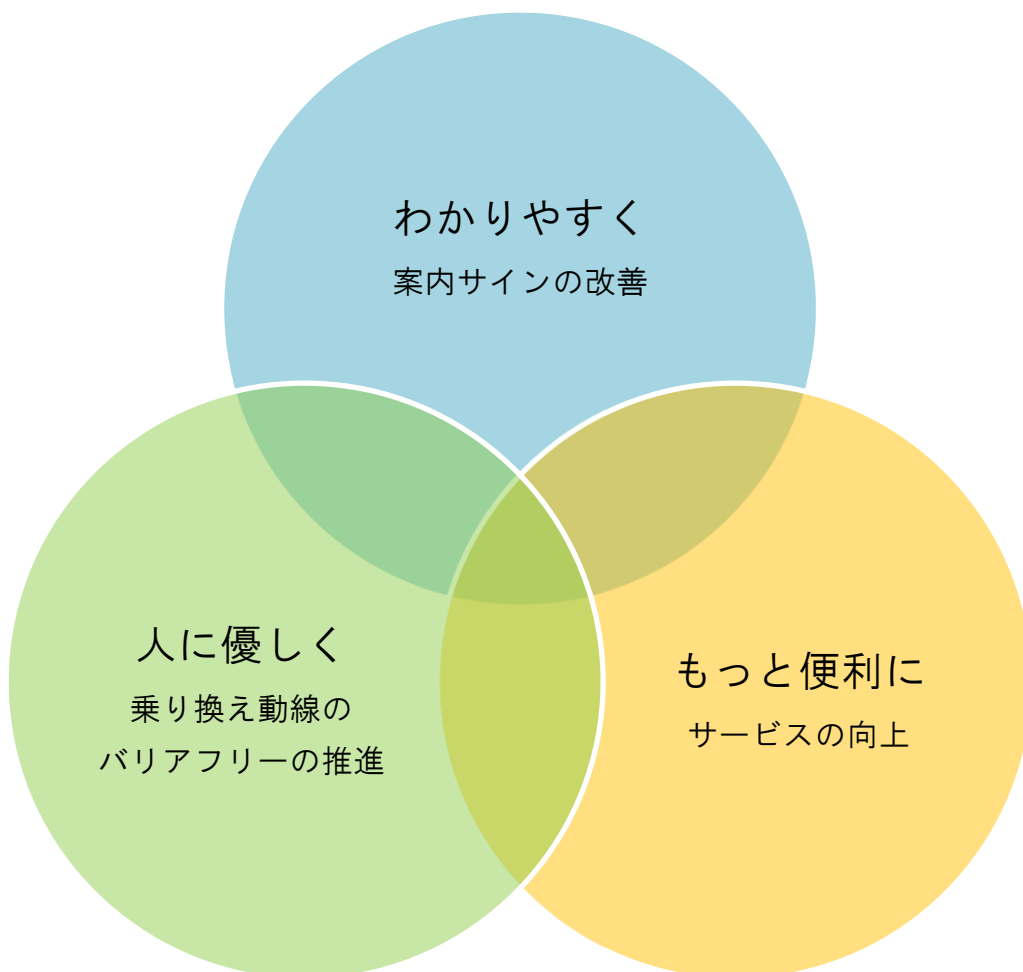 わかりやすく
案内サインの改善
人に優しく
乗り換え動線の
バリアフリーの推進
もっと便利に
サービスの向上